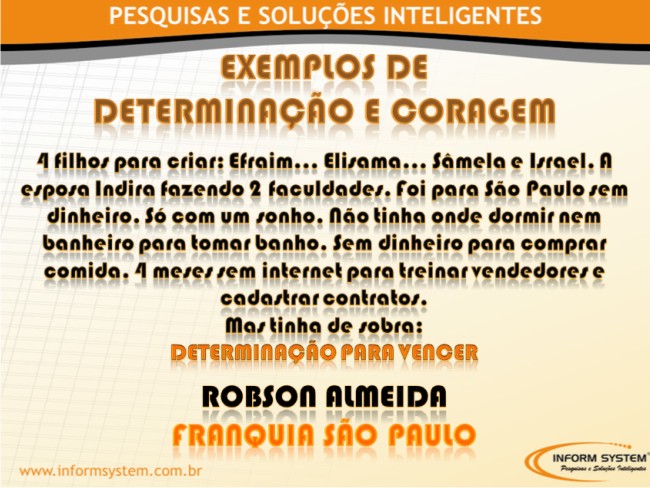 PESQUISAS E SOLUÇÕES INTELIGENTES
EXEMPLOS DE
DETERMINAÇÃO E CORAGEM
4 filhos para criar: Efraim... Elisama... Sâmela e Israel. A
esposa Indira fazendo 2 faculdades. Foi para São Paulo sem
dinheiro. Só com um sonho. Não tinha onde dormir nem
banheiro para tomar banho. Sem dinheiro para comprar
comida. 4 meses sem internet para treinar vendedores e
cadastrar contratos.
Mas tinha de sobra:
DETERMINAÇÃO PARA VENCER
ROBSON ALMEIDA
FRANQUIA SÃO PAULO
www.informsystem.com.br
INFORM SYSTEM
Pesquisas e Soluções Inteligentes